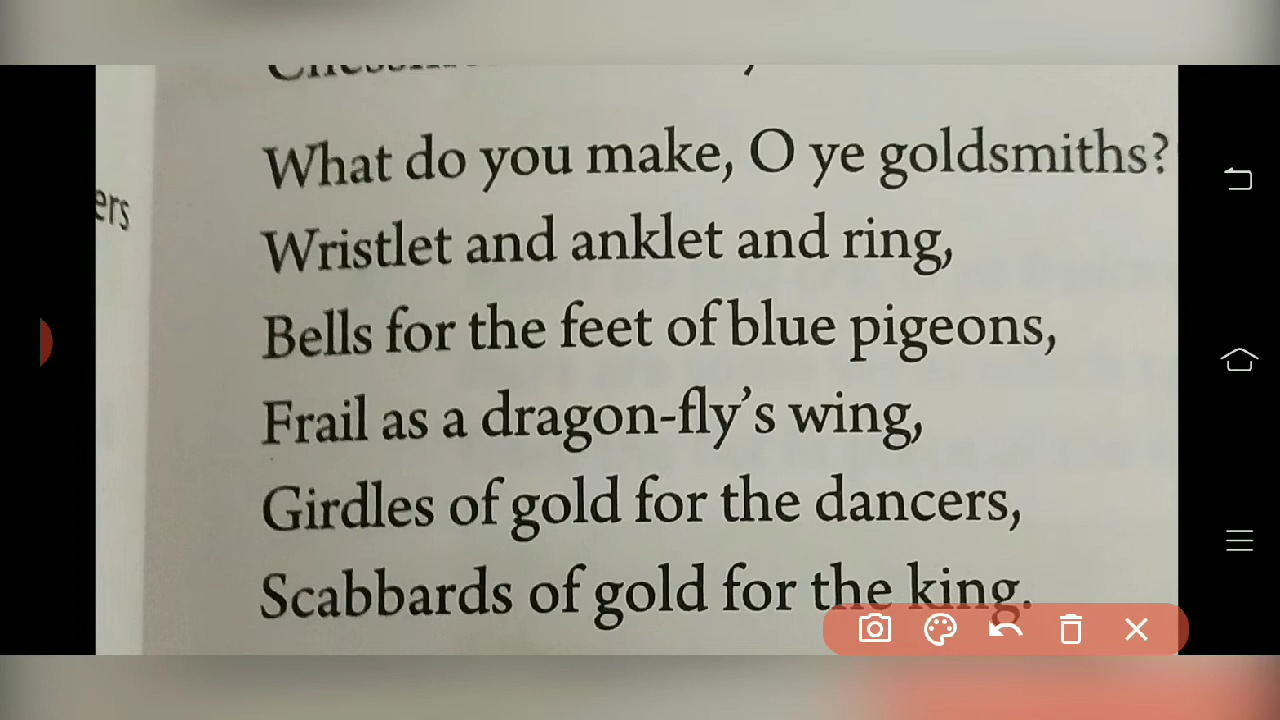 What do you make, O ye goldsmiths?
ers
Wristlet and anklet and ring,
Bells for the feet of blue pigeons,
Frail as a dragon-fly's wing,
Girdles of gold for the dancers,
Scabbards of gold for the king.